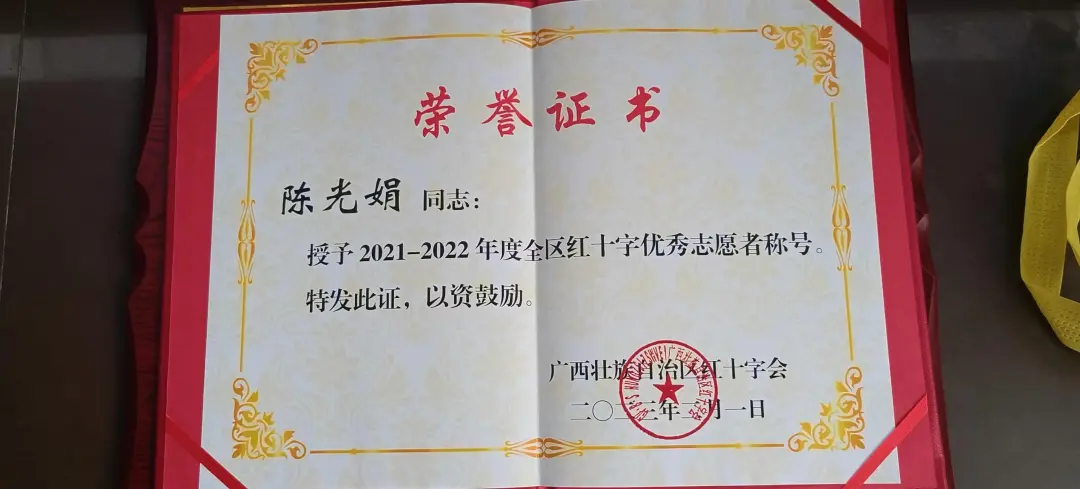 荣誉证书
陈光娟 同志：
授予2021-2022年度全区红十字优秀志愿者称号。
特发此证，以资鼓励。
广西壮族自治区红十字会
二〇二三年 月一日